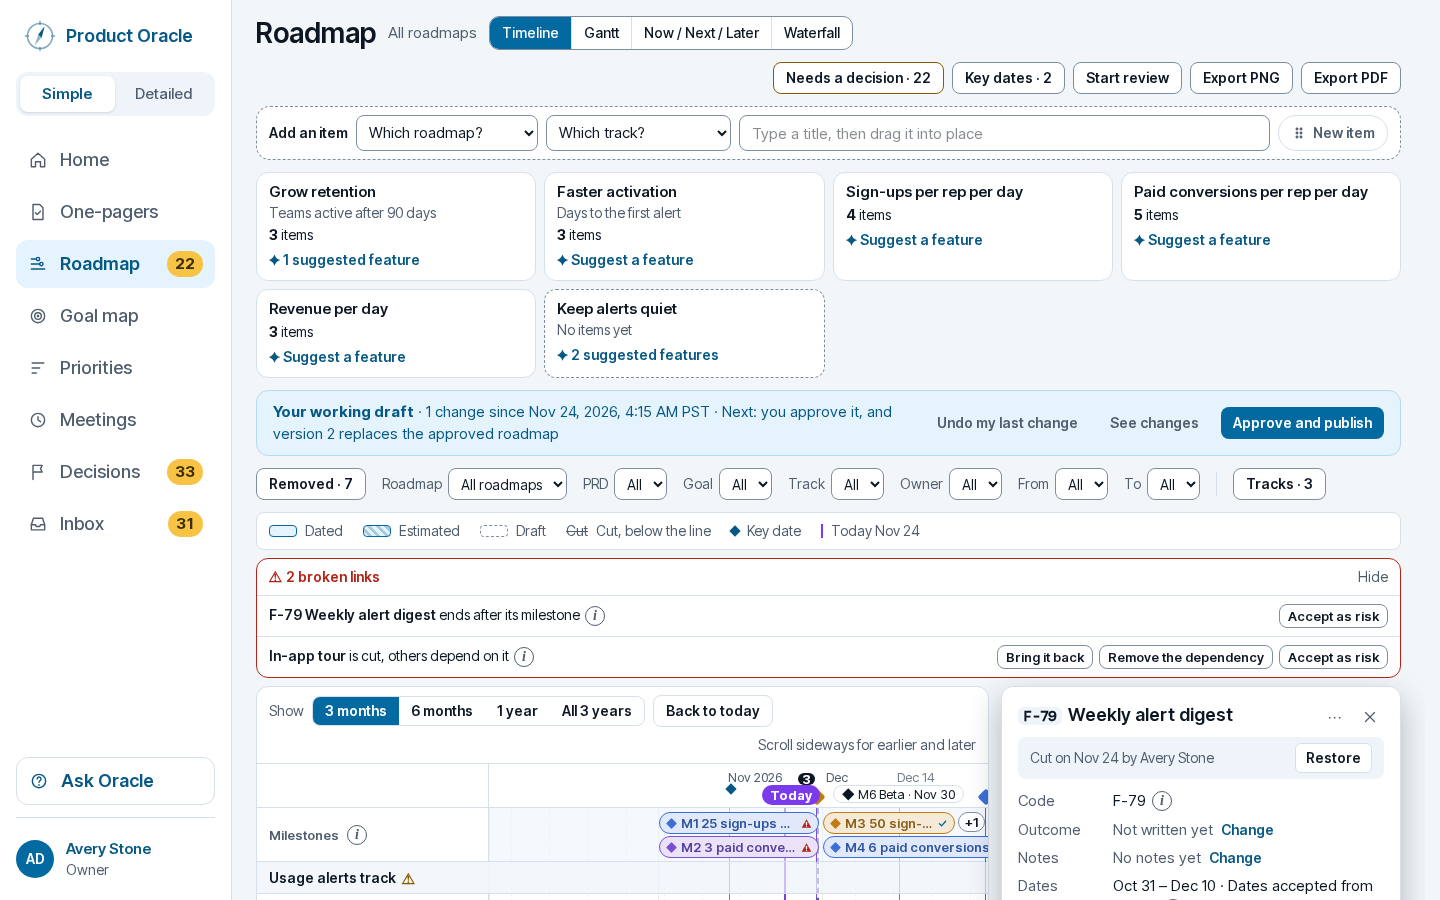 Product Oracle
Simple
Detailed
Home
One-pagers
Roadmap
22
Goal map
Priorities
Meetings
Decisions
33
Inbox
31
Ask Oracle
AD
Avery Stone
Owner
Roadmap
All roadmaps
Timeline
Gantt
Now / Next / Later
Waterfall
Needs a decision · 22
Key dates · 2
Start review
Export PNG
Export PDF
Add an item
Which roadmap?
Which track?
Type a title, then drag it into place
New item
Grow retention
Teams active after 90 days
3 items
1 suggested feature
Faster activation
Days to the first alert
3 items
Suggest a feature
Sign-ups per rep per day
4 items
Suggest a feature
Paid conversions per rep per day
5 items
Suggest a feature
Revenue per day
3 items
Suggest a feature
Keep alerts quiet
No items yet
2 suggested features
Your working draft · 1 change since Nov 24, 2026, 4:15 AM PST · Next: you approve it, and
version 2 replaces the approved roadmap
Undo my last change
See changes
Approve and publish
Removed · 7
Roadmap
All roadmaps
PRD
All
Goal
All
Track
All
Owner
All
From
All
To
All
Tracks · 3
Dated
Estimated
Draft
Cut
Cut, below the line
Key date
Today Nov 24
2 broken links
Hide
F-79 Weekly alert digest ends after its milestone
Accept as risk
In-app tour is cut, others depend on it
Bring it back
Remove the dependency
Accept as risk
Show
3 months
6 months
1 year
All 3 years
Back to today
Scroll sideways for earlier and later
Nov 2026
3
Dec
Dec 14
Today
M6 Beta · Nov 30
Milestones
M1 25 sign-ups ...
M3 50 sign-...
+1
M2 3 paid conve...
M4 6 paid conversions
Usage alerts track
F-79
Weekly alert digest
Cut on Nov 24 by Avery Stone
Restore
Code
F-79
Outcome
Not written yet
Change
Notes
No notes yet
Change
Dates
Oct 31 – Dec 10 · Dates accepted from